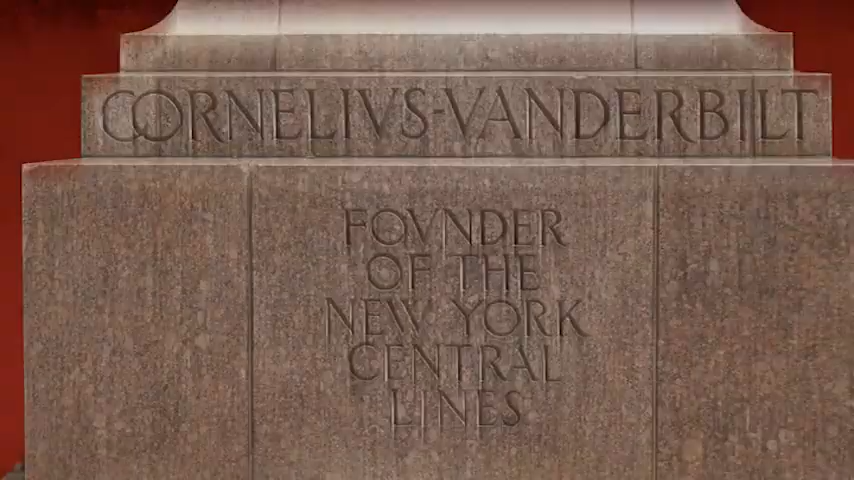 CORNELIVS-VANDERBILT
FOVNDER
OF THE
NEW YORK
CENTRAL
LINES